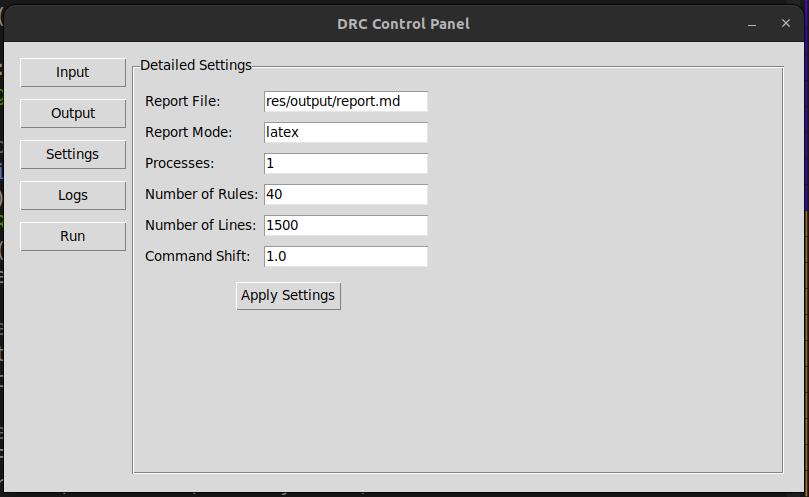 DRC Control Panel
Input
Output
Settings
Logs
Run
Detailed Settings
Report File: res/output/report.md
Report Mode: latex
Processes: 1
Number of Rules: 40
Number of Lines: 1500
Command Shift: 1.0
Apply Settings